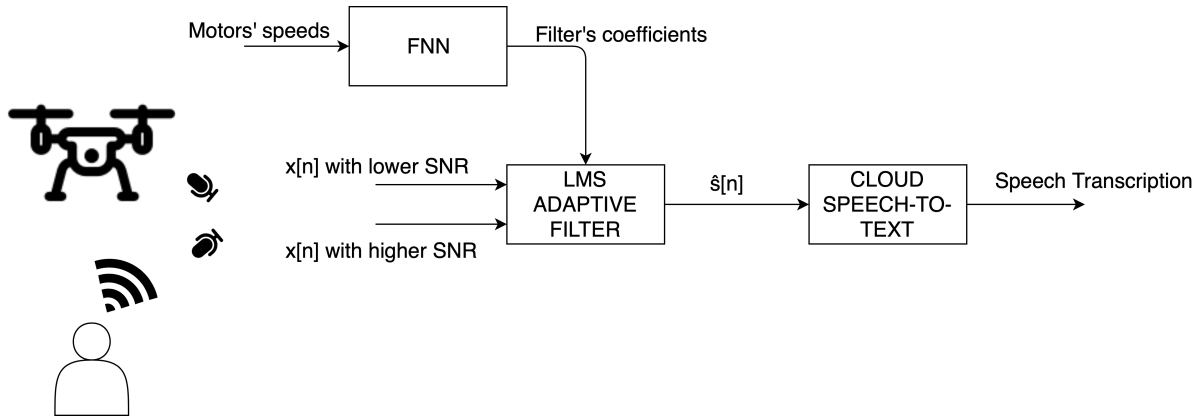 Motors' speeds
FNN
Filter's coefficients
x[n] with lower SNR
x[n] with higher SNR
LMS
ADAPTIVE
FILTER
ŝ[n]
CLOUD
SPEECH-TO-
TEXT
Speech Transcription